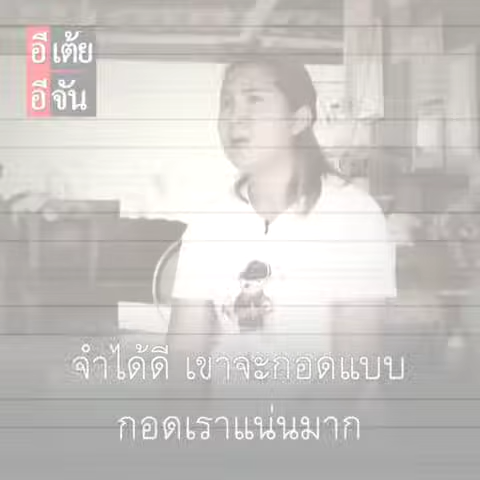 อีเต้ย
อีจัน
จำได้ดี เขาจะกอดแบบ
กอดเราแน่นมาก